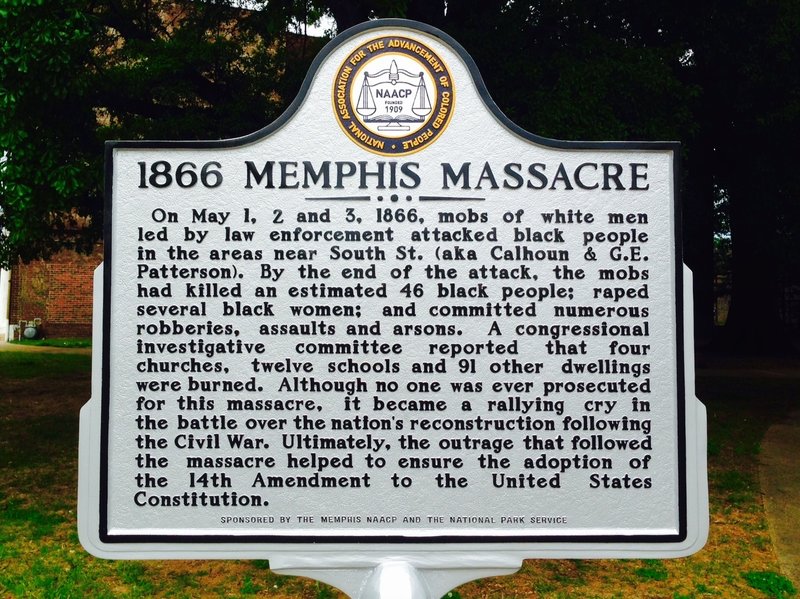 NATIONAL ASSOCIATION FOR THE ADVANCEMENT OF COLORED PEOPLE
NAACP
FOUNDED
1909
1866 MEMPHIS MASSACRE
On May 1, 2 and 3, 1866, mobs of white men
led by law enforcement attacked black people
in the areas near South St. (aka Calhoun & G.E.
Patterson). By the end of the attack, the mobs
had killed an estimated 46 black people; raped
several black women; and committed numerous
robberies, assaults and arsons. A congressional
investigative committee reported that four
churches, twelve schools and 91 other dwellings
were burned. Although no one was ever prosecuted
for this massacre, it became a rallying cry in
the battle over the nation's reconstruction following
the Civil War. Ultimately, the outrage that followed
the massacre helped to ensure the adoption of
the 14th Amendment to the United States
Constitution.
SPONSORED BY THE MEMPHIS NAACP AND THE NATIONAL PARK SERVICE